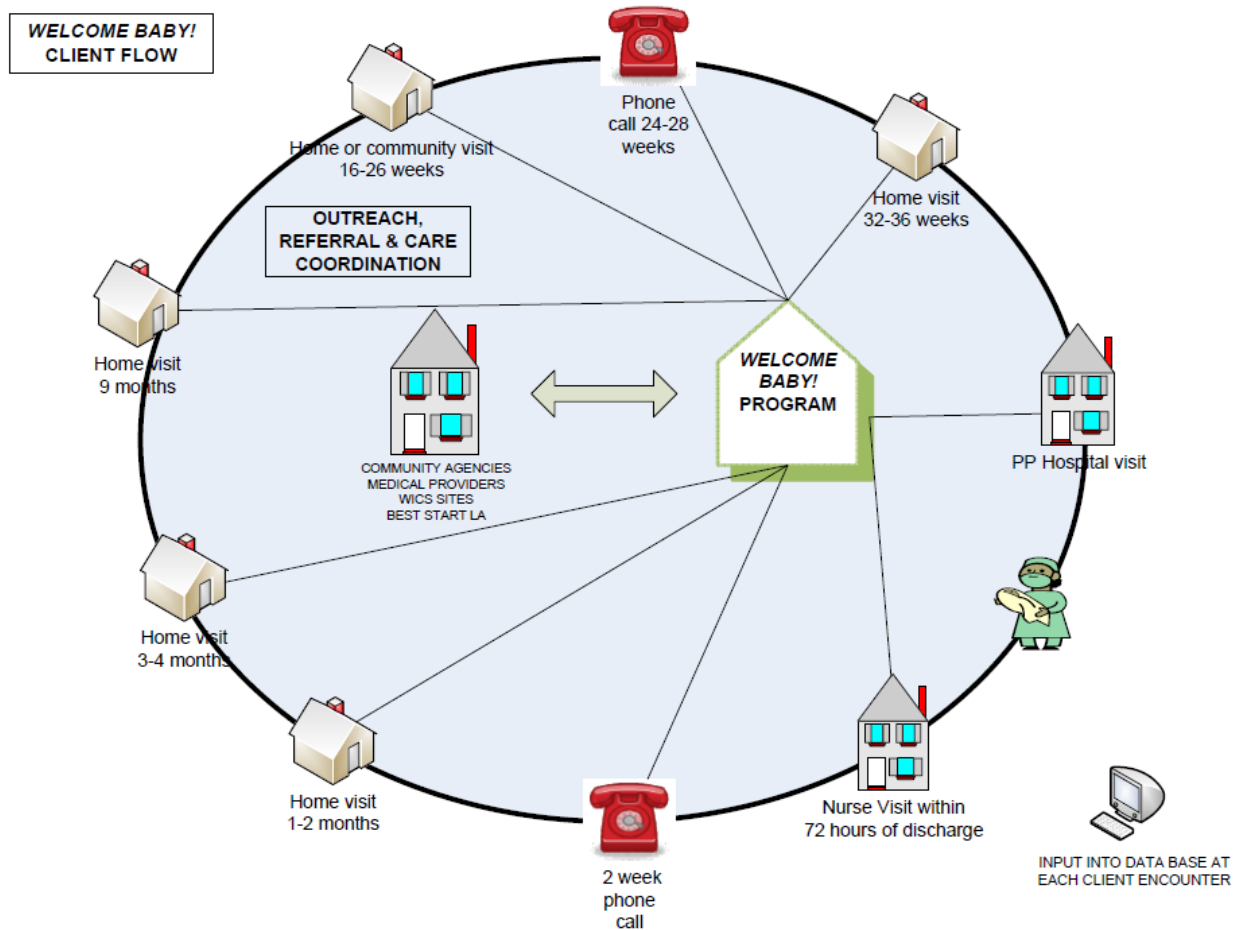 WELCOME BABY!
CLIENT FLOW
Phone
call 24-28
weeks
Home or community visit
16-26 weeks
Home visit
32-36 weeks
OUTREACH,
REFERRAL & CARE
COORDINATION
Home visit
9 months
WELCOME
BABY!
PROGRAM
COMMUNITY AGENCIES
MEDICAL PROVIDERS
WICS SITES
BEST START LA
PP Hospital visit
Home visit
3-4 months
Home visit
1-2 months
2 week
phone
call
Nurse Visit within
72 hours of discharge
INPUT INTO DATA BASE AT
EACH CLIENT ENCOUNTER